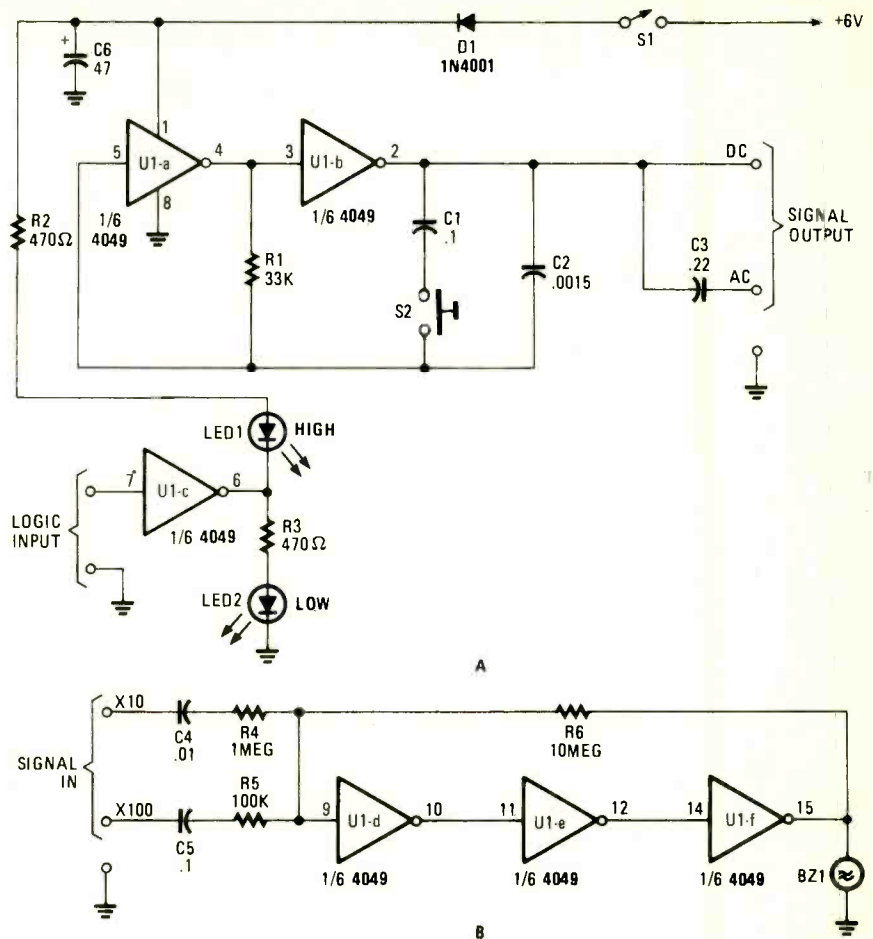 +6V
S1
D1
1N4001
+
C6
47
1
5
U1-a
4
8
1/6
4049
3
U1-b
2
1/6 4049
DC
SIGNAL
OUTPUT
AC
C3
.22
R2
470Ω
R1
33K
C1
.1
S2
C2
.0015
LED1
HIGH
LOGIC
INPUT
7
U1-c
6
1/6 4049
R3
470Ω
LED2
LOW
A
SIGNAL
IN
X10
C4
.01
R4
1MEG
R6
10MEG
X100
C5
.1
R5
100K
9
U1-d
10
1/6 4049
11
U1-e
12
1/6 4049
14
U1-f
15
1/6 4049
BZ1
B